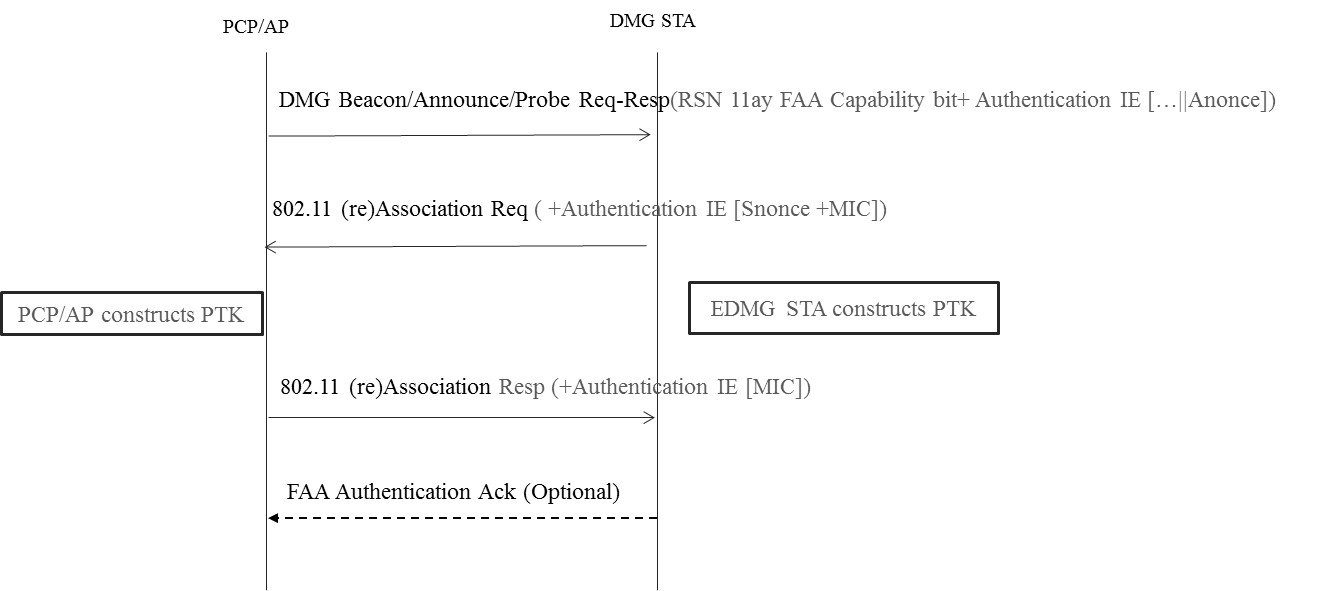 PCP/AP
DMG STA
DMG Beacon/Announce/Probe Req-Resp(RSN 11ay FAA Capability bit+ Authentication IE […||Anonce])
802.11 (re)Association Req ( +Authentication IE [Snonce +MIC])
PCP/AP constructs PTK
EDMG STA constructs PTK
802.11 (re)Association Resp (+Authentication IE [MIC])
FAA Authentication Ack (Optional)